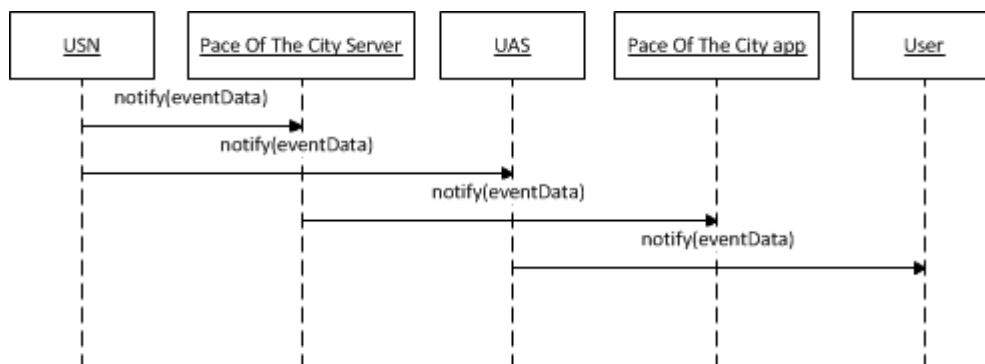 USN
Pace Of The City Server
UAS
Pace Of The City app
User
notify(eventData)
notify(eventData)
notify(eventData)
notify(eventData)